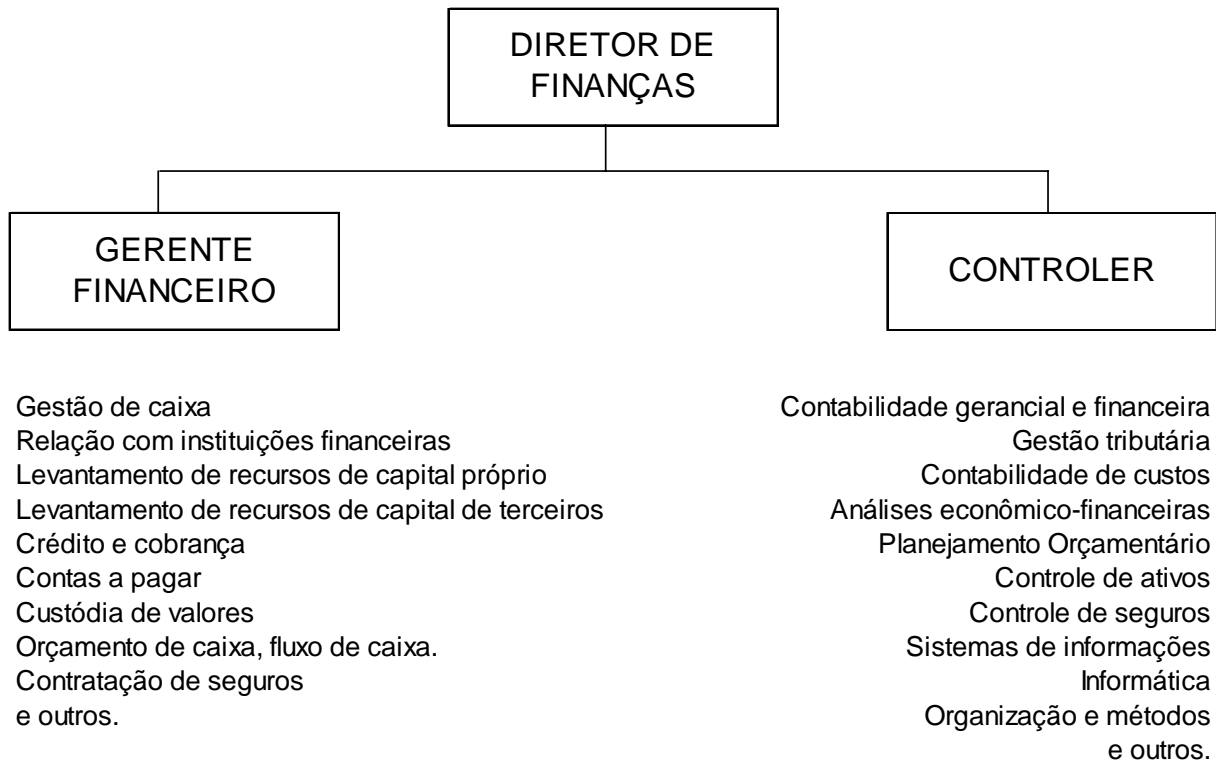 DIRETOR DE
FINANÇAS
GERENTE
FINANCEIRO
CONTROLER
Gestão de caixa
Relação com instituições financeiras
Levantamento de recursos de capital próprio
Levantamento de recursos de capital de terceiros
Crédito e cobrança
Contas a pagar
Custódia de valores
Orçamento de caixa, fluxo de caixa.
Contratação de seguros
e outros.
Contabilidade gerancial e financeira
Gestão tributária
Contabilidade de custos
Análises econômico-financeiras
Planejamento Orçamentário
Controle de ativos
Controle de seguros
Sistemas de informações
Informática
Organização e métodos
e outros.